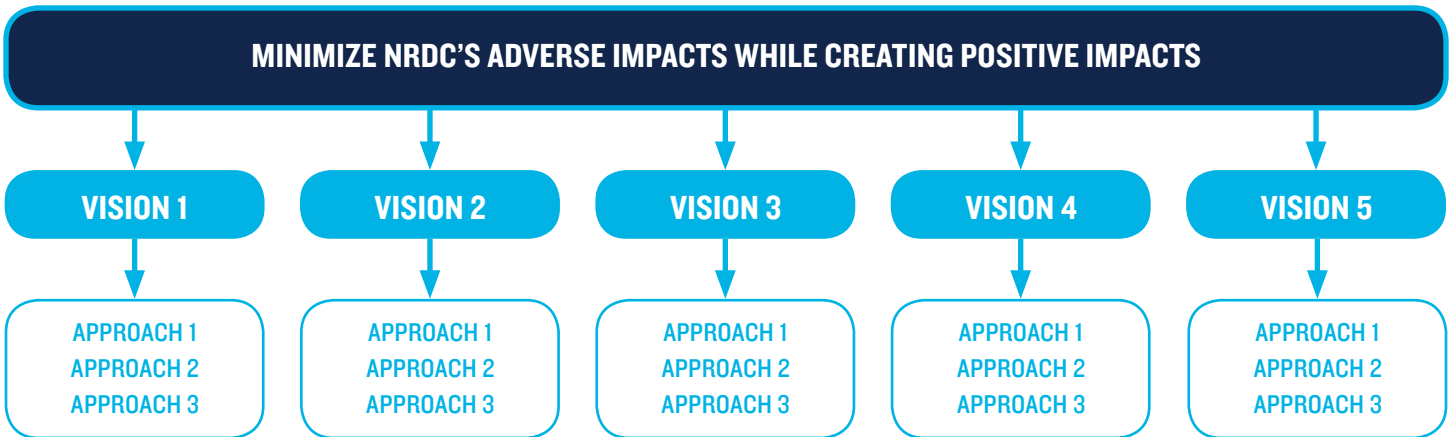 MINIMIZE NRDC’S ADVERSE IMPACTS WHILE CREATING POSITIVE IMPACTS
VISION 1
VISION 2
VISION 3
VISION 4
VISION 5
APPROACH 1
APPROACH 2
APPROACH 3
APPROACH 1
APPROACH 2
APPROACH 3
APPROACH 1
APPROACH 2
APPROACH 3
APPROACH 1
APPROACH 2
APPROACH 3
APPROACH 1
APPROACH 2
APPROACH 3